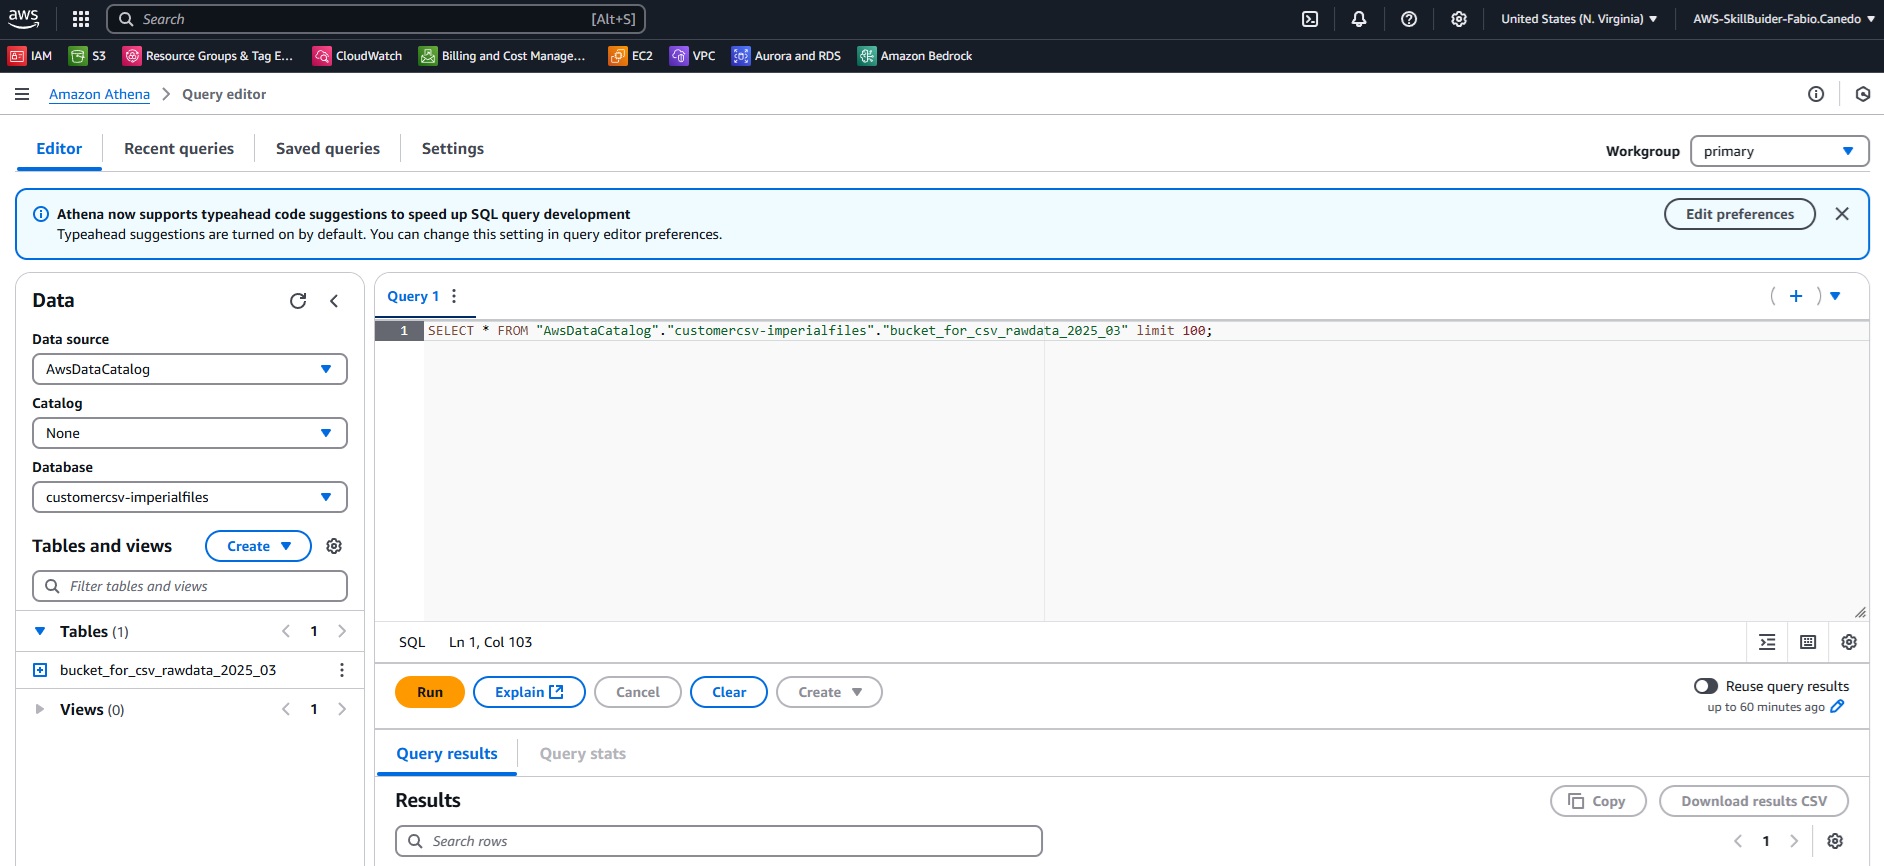 aws Search [Alt+S] United States (N. Virginia) AWS-SkillBuider-Fabio.Canedo
IAM S3 Resource Groups & Tag E... CloudWatch Billing and Cost Manage... EC2 VPC Aurora and RDS Amazon Bedrock
Amazon Athena Query editor
Editor Recent queries Saved queries Settings Workgroup primary
Athena now supports typeahead code suggestions to speed up SQL query development
Typeahead suggestions are turned on by default. You can change this setting in query editor preferences.
Edit preferences
Data
Data source
AwsDataCatalog
Catalog
None
Database
customercsv-imperialfiles
Tables and views Create
Filter tables and views
Tables (1) 1
bucket_for_csv_rawdata_2025_03
Views (0) 1
Query 1
1 SELECT * FROM "AwsDataCatalog"."customercsv-imperialfiles"."bucket_for_csv_rawdata_2025_03" limit 100;
SQL Ln 1, Col 103
Run Explain Cancel Clear Create
Reuse query results
up to 60 minutes ago
Query results Query stats
Results Copy Download results CSV
Search rows 1